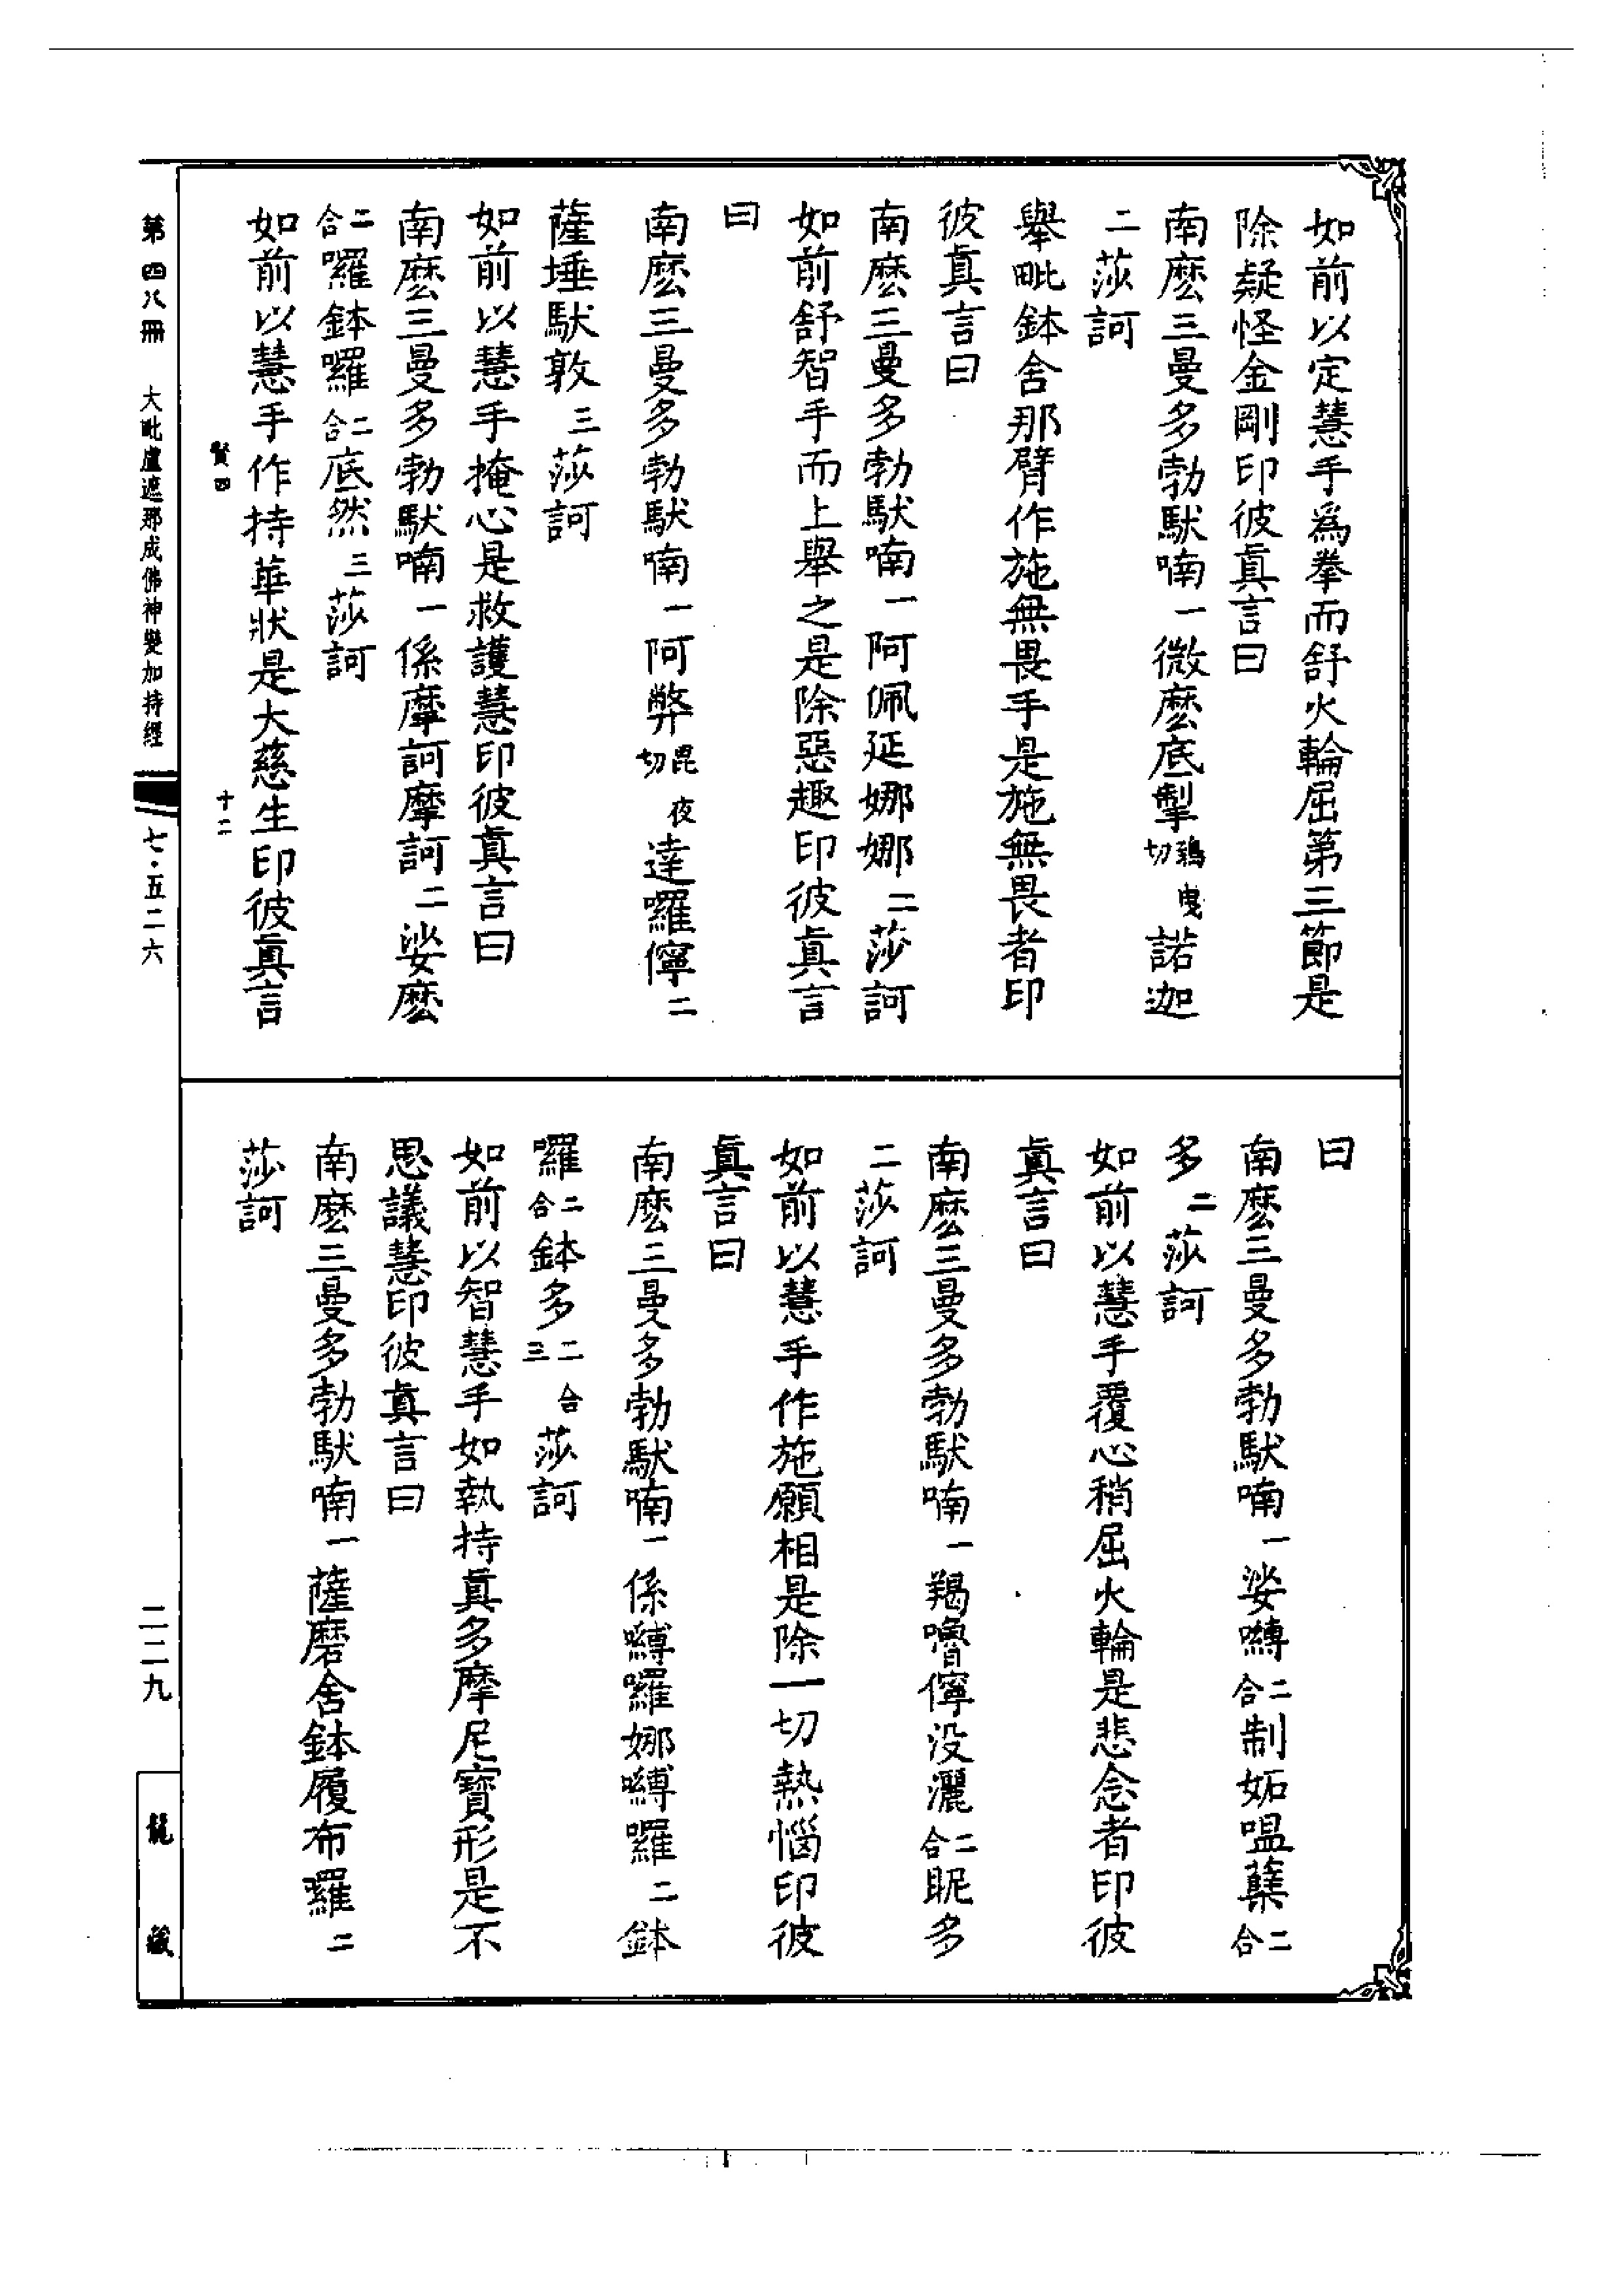 如前以定慧手爲拳而舒火輪屈第三節是
除疑怪金剛印彼眞言曰
南麽三曼多勃馱喃一微麽底掣鷄曳切諾迦
二莎訶
舉毗鉢舍那臂作施無畏手是施無畏者印
彼眞言曰
南麽三曼多勃馱喃一阿佩延娜娜二莎訶
如前舒智手而上舉之是除惡趣印彼眞言
曰
南麽三曼多勃馱喃一阿弊毘夜切達囉儜二
薩埵馱敦三莎訶
如前以慧手掩心是救護慧印彼眞言曰
南麽三曼多勃馱喃一係摩訶摩訶二娑麽
二合囉鉢囉二合底然三莎訶
如前以慧手作持華狀是大慈生印彼眞言
賢四 十二
曰
南麽三曼多勃馱喃一娑嚩二合制妬嗢蘖二合
多二莎訶
如前以慧手覆心稍屈火輪是悲念者印彼
眞言曰
南麽三曼多勃馱喃一羯嚕儜没灑二合眤多
二莎訶
如前以慧手作施願相是除一切熱惱印彼
眞言曰
南麽三曼多勃馱喃一係嚩囉娜嚩囉二鉢
囉二合鉢多二合三莎訶
如前以智慧手如執持眞多摩尼寶形是不
思議慧印彼眞言曰
南麽三曼多勃馱喃一薩磨舍鉢履布囉二
莎訶
第四八冊 大毗盧遮那成佛神變加持經 七·五二六
二二九
龍藏